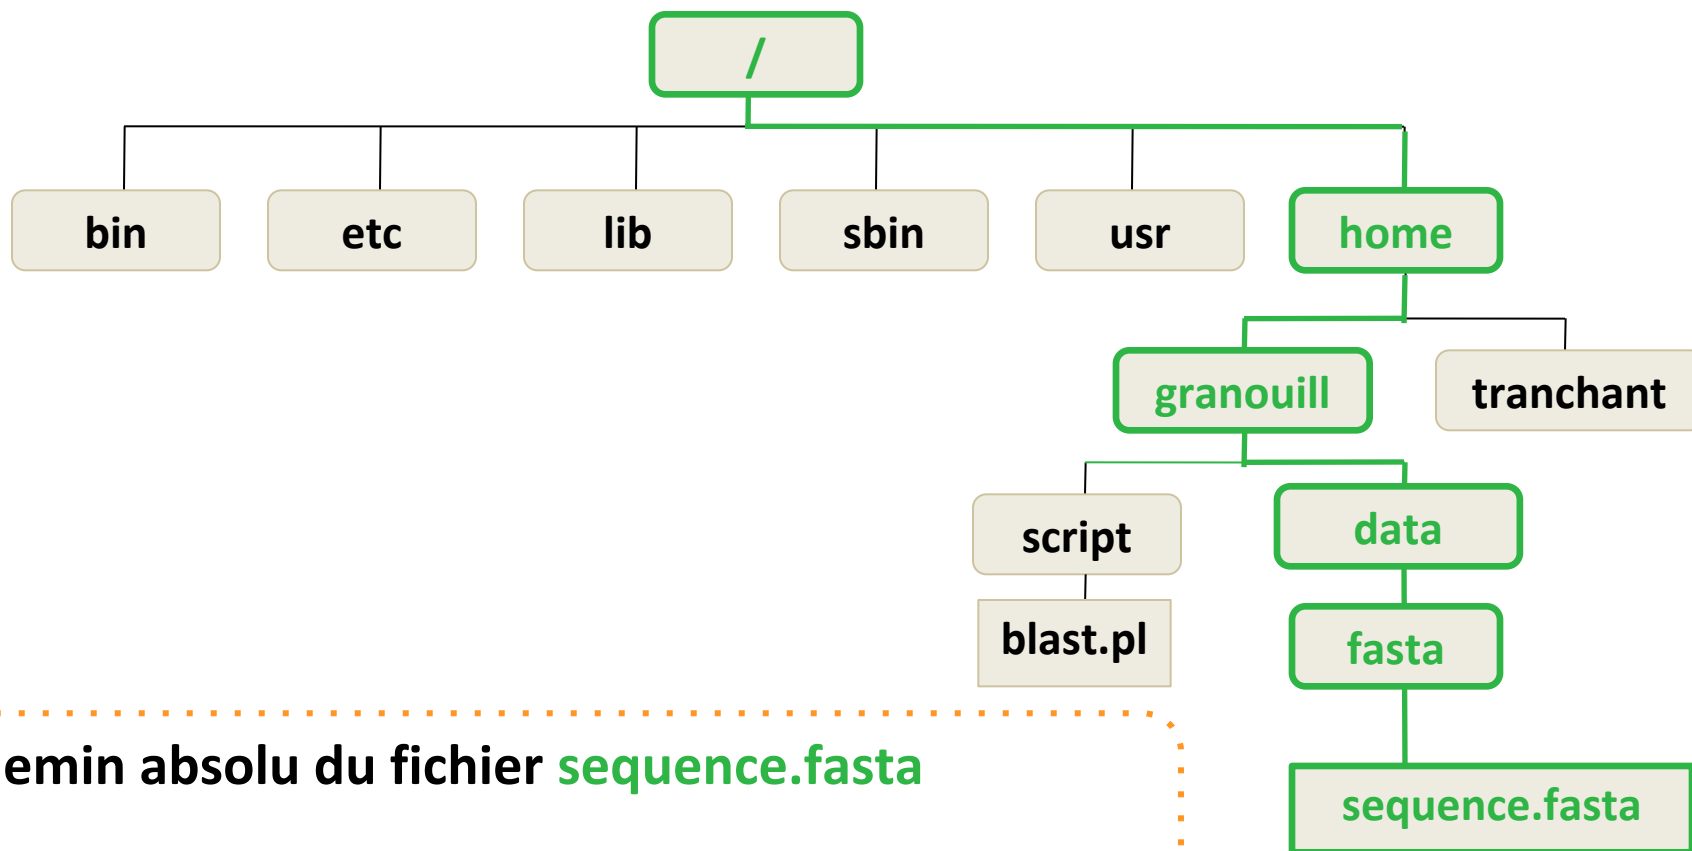 /
bin etc lib sbin usr home
granouill tranchant
script data
blast.pl fasta
emin absolu du fichier sequence.fasta
sequence.fasta